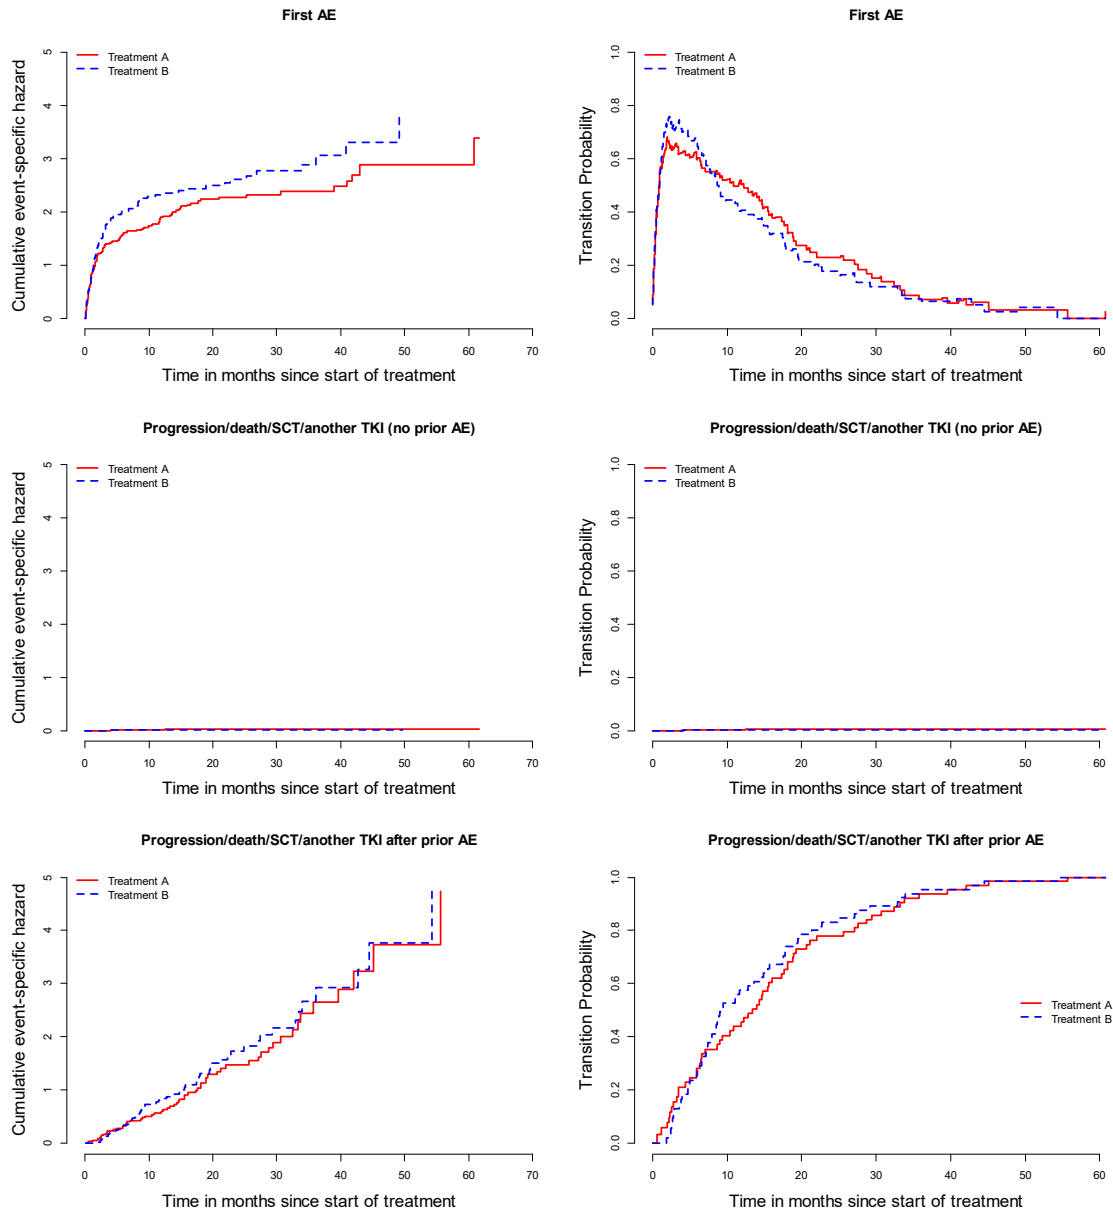 First AE
Cumulative event-specific hazard
5
4
3
2
1
0
Treatment A
Treatment B
0 10 20 30 40 50 60 70
Time in months since start of treatment
First AE
Transition Probability
1.0
0.8
0.6
0.4
0.2
0.0
Treatment A
Treatment B
0 10 20 30 40 50 60
Time in months since start of treatment
Progression/death/SCT/another TKI (no prior AE)
Cumulative event-specific hazard
5
4
3
2
1
0
Treatment A
Treatment B
0 10 20 30 40 50 60 70
Time in months since start of treatment
Progression/death/SCT/another TKI (no prior AE)
Transition Probability
1.0
0.8
0.6
0.4
0.2
0.0
Treatment A
Treatment B
0 10 20 30 40 50 60
Time in months since start of treatment
Progression/death/SCT/another TKI after prior AE
Cumulative event-specific hazard
5
4
3
2
1
0
Treatment A
Treatment B
0 10 20 30 40 50 60 70
Time in months since start of treatment
Progression/death/SCT/another TKI after prior AE
Transition Probability
1.0
0.8
0.6
0.4
0.2
0.0
Treatment A
Treatment B
0 10 20 30 40 50 60
Time in months since start of treatment